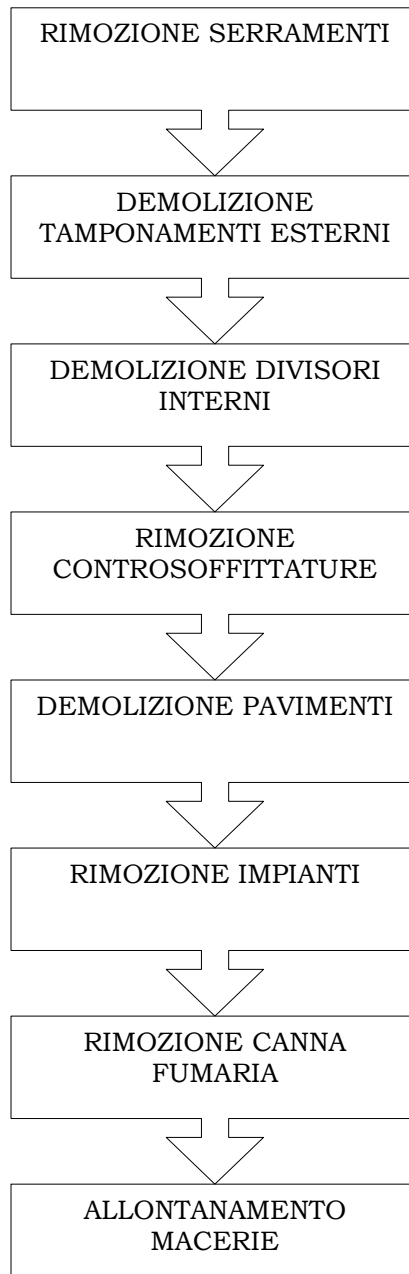 RIMOZIONE SERRAMENTI
DEMOLIZIONE
TAMPONAMENTI ESTERNI
DEMOLIZIONE DIVISORI
INTERNI
RIMOZIONE
CONTROSOFFITTATURE
DEMOLIZIONE PAVIMENTI
RIMOZIONE IMPIANTI
RIMOZIONE CANNA
FUMARIA
ALLONTANAMENTO
MACERIE